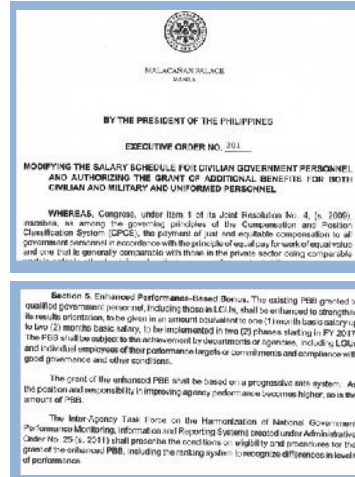 MALACAÑAN PALACE
MANILA
BY THE PRESIDENT OF THE PHILIPPINES
EXECUTIVE ORDER NO. 201
MODIFYING THE SALARY SCHEDULE FOR CIVILIAN GOVERNMENT PERSONNEL
AND AUTHORIZING THE GRANT OF ADDITIONAL BENEFITS FOR BOTH
CIVILIAN AND MILITARY AND UNIFORMED PERSONNEL
WHEREAS, Congress, under Item 1 of its Joint Resolution No. 4, (s. 2009),
inscribes, as among the governing principles of the Compensation and Position
Classification System (CPCS), the payment of just and equitable compensation to all
government personnel in accordance with the principle of equal pay for work of equal value
and one that is generally comparable with those in the private sector doing comparable
Section 5. Enhanced Performance-Based Bonus. The existing PBB granted to
qualified government personnel, including those in LGUs, shall be enhanced to strengthen
its results orientation, to be given in an amount equivalent to one (1) month basic salary up
to two (2) months basic salary, to be implemented in two (2) phases starting in FY 2017.
The PBB shall be subject to the achievement by departments or agencies, including LGUs
and individual employees of their performance targets or commitments and compliance with
good governance and other conditions.
The grant of the enhanced PBB shall be based on a progressive rate system. As
the position and responsibility in improving agency performance becomes higher, so is the
amount of PBB.
The Inter-Agency Task Force on the Harmonization of National Government
Performance Monitoring, Information and Reporting Systems created under Administrative
Order No. 25 (s. 2011) shall prescribe the conditions on eligibility and procedures for the
grant of the enhanced PBB, including the ranking system to recognize differences in levels
of performance.